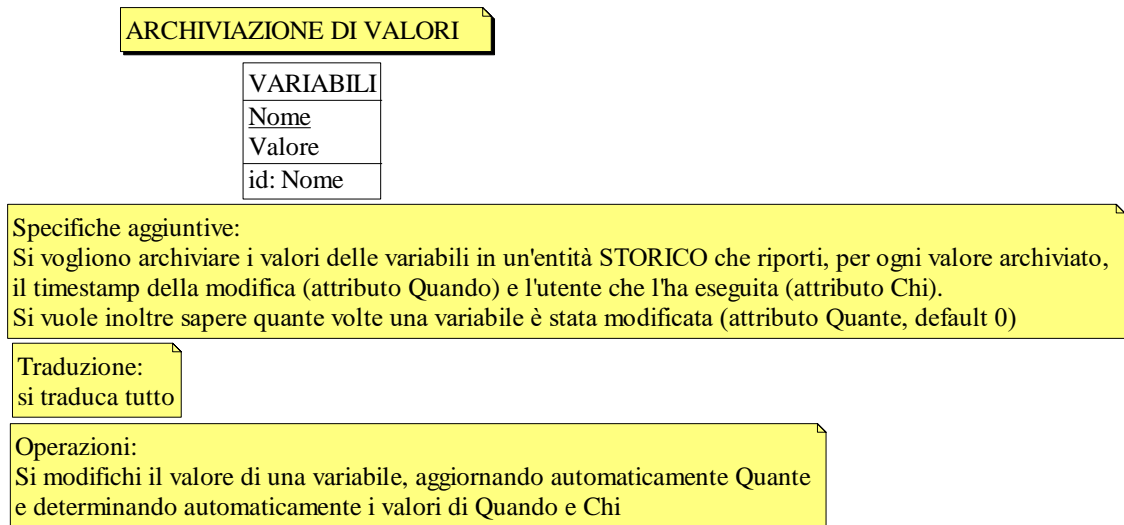 ARCHIVIAZIONE DI VALORI
VARIABILI
Nome
Valore
id: Nome
Specifiche aggiuntive:
Si vogliono archiviare i valori delle variabili in un'entità STORICO che riporti, per ogni valore archiviato,
il timestamp della modifica (attributo Quando) e l'utente che l'ha eseguita (attributo Chi).
Si vuole inoltre sapere quante volte una variabile è stata modificata (attributo Quante, default 0)
Traduzione:
si traduca tutto
Operazioni:
Si modifichi il valore di una variabile, aggiornando automaticamente Quante
e determinando automaticamente i valori di Quando e Chi